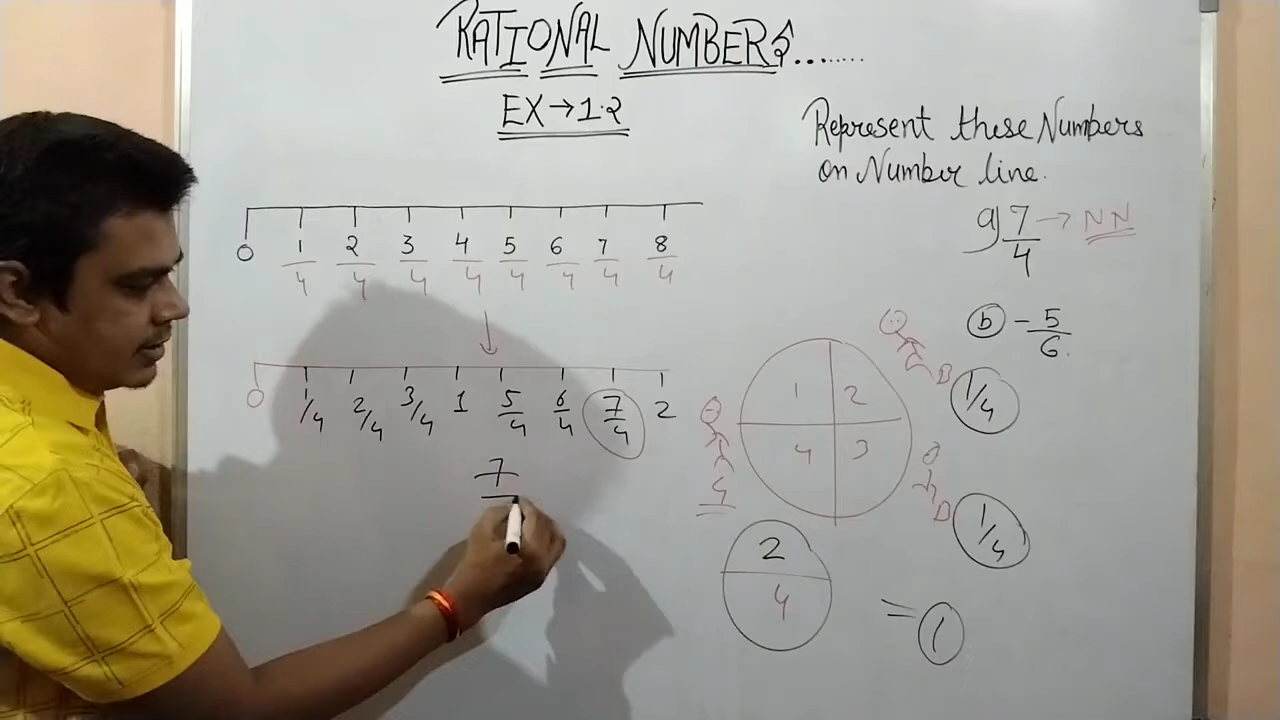 RATIONAL NUMBERS........
EX→1.2
Represent these Numbers
on Number line.
a) 7/4 → NN
b -5/6.
0 1/4 2/4 3/4 4/4 5/4 6/4 7/4 8/4
0 1/4 2/4 3/4 1 5/4 6/4 7/4 2
7
1 2
4 3
4
B 1/4
1/4
2
4
= 1